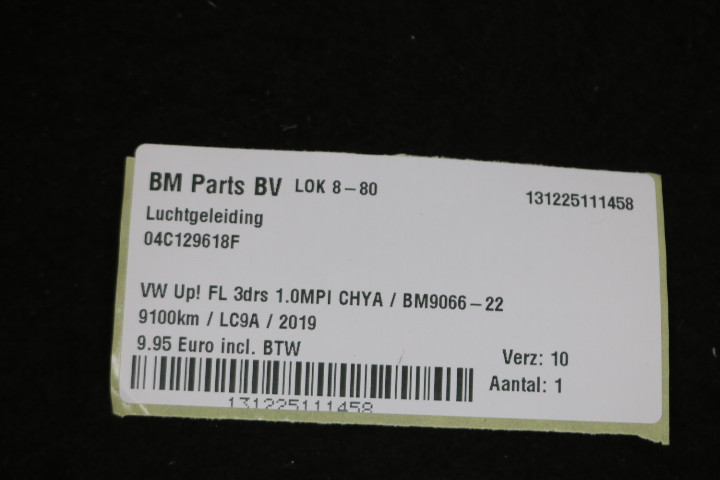 BM Parts BV LOK 8-80 131225111458
Luchtgeleiding
04C129618F
VW Up! FL 3drs 1.0MPI CHYA / BM9066-22
9100km / LC9A / 2019
9.95 Euro incl. BTW
Verz: 10
Aantal: 1
131225111458